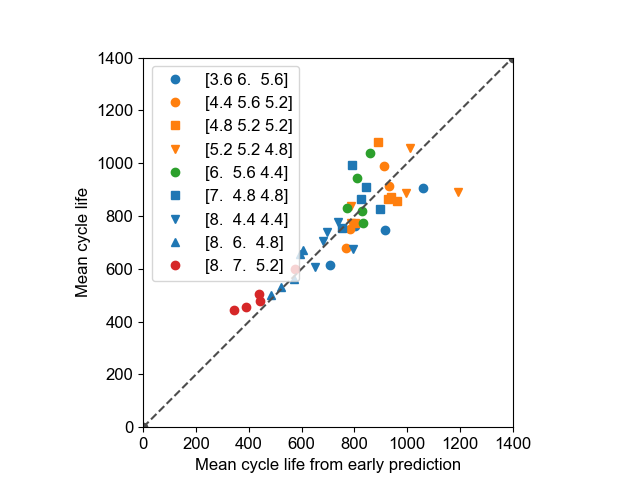 1400
1200
1000
800
600
400
200
0
Mean cycle life
[3.6 6.  5.6]
[4.4 5.6 5.2]
[4.8 5.2 5.2]
[5.2 5.2 4.8]
[6.  5.6 4.4]
[7.  4.8 4.8]
[8.  4.4 4.4]
[8.  6.  4.8]
[8.  7.  5.2]
0 200 400 600 800 1000 1200 1400
Mean cycle life from early prediction